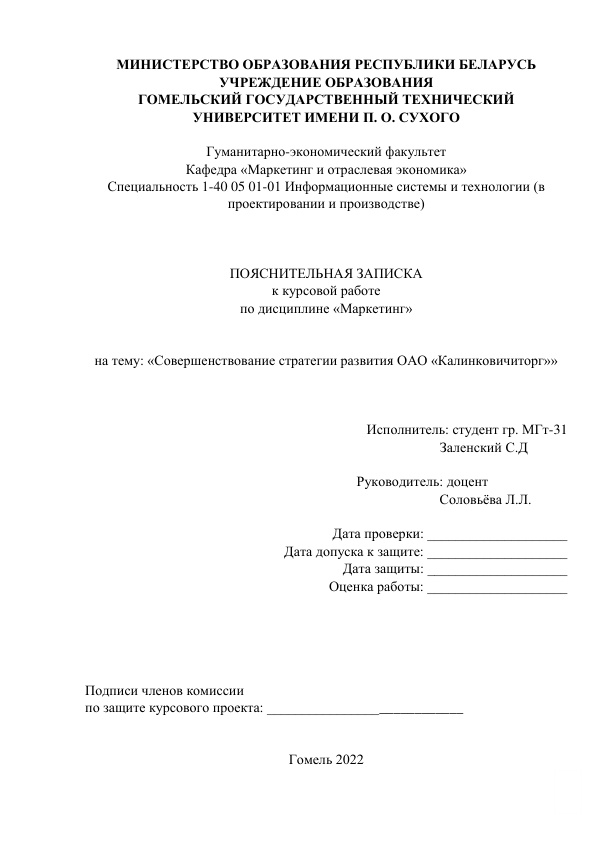 МИНИСТЕРСТВО ОБРАЗОВАНИЯ РЕСПУБЛИКИ БЕЛАРУСЬ
УЧРЕЖДЕНИЕ ОБРАЗОВАНИЯ
ГОМЕЛЬСКИЙ ГОСУДАРСТВЕННЫЙ ТЕХНИЧЕСКИЙ
УНИВЕРСИТЕТ ИМЕНИ П. О. СУХОГО
Гуманитарно-экономический факультет
Кафедра «Маркетинг и отраслевая экономика»
Специальность 1-40 05 01-01 Информационные системы и технологии (в
проектировании и производстве)
ПОЯСНИТЕЛЬНАЯ ЗАПИСКА
к курсовой работе
по дисциплине «Маркетинг»
на тему: «Совершенствование стратегии развития ОАО «Калинковичиторг»»
Исполнитель: студент гр. МГт-31
Заленский С.Д
Руководитель: доцент
Соловьёва Л.Л.
Дата проверки: ____________________
Дата допуска к защите: ____________________
Дата защиты: ____________________
Оценка работы: ____________________
Подписи членов комиссии
по защите курсового проекта: ____________________________
Гомель 2022